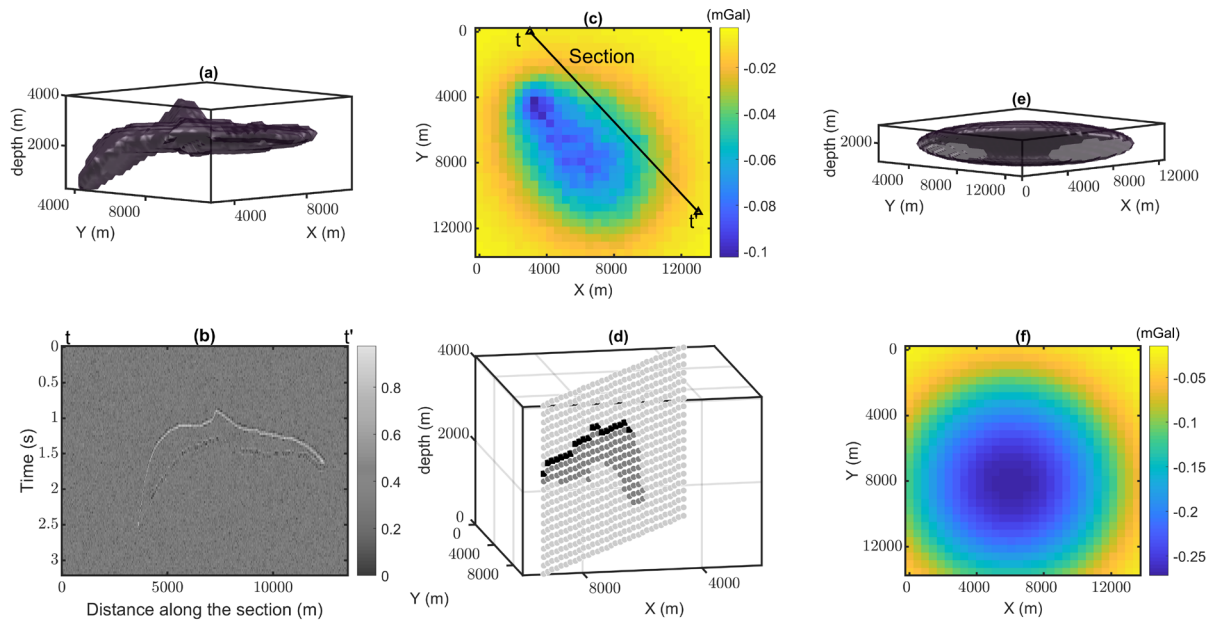 (a)
4000
2000
depth (m)
4000
8000
Y (m)
4000
8000
X (m)
(c)
(mGal)
0
4000
8000
12000
Y (m)
t
Section
t'
0
4000
8000
12000
X (m)
-0.02
-0.04
-0.06
-0.08
-0.1
(e)
2000
depth (m)
4000
8000
12000
Y (m)
0
4000
8000
12000
X (m)
t
(b)
t'
0
0.5
1
1.5
2
2.5
3
Time (s)
0
5000
10000
Distance along the section (m)
0.8
0.6
0.4
0.2
0
(d)
4000
2000
0
depth (m)
0
4000
8000
Y (m)
8000
4000
X (m)
(f)
(mGal)
0
4000
8000
12000
Y (m)
0
4000
8000
12000
X (m)
-0.05
-0.1
-0.15
-0.2
-0.25